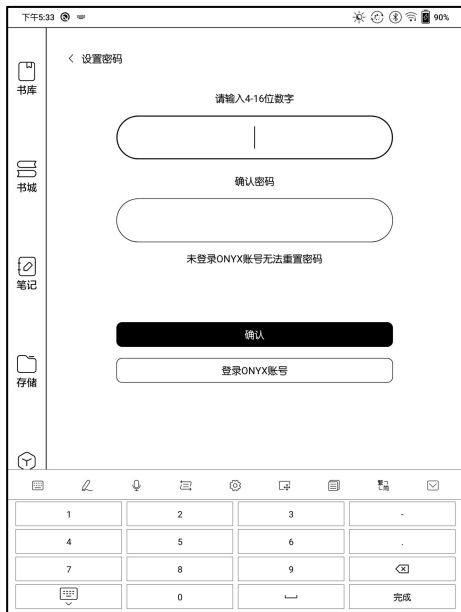 下午5:33
90%
设置密码
书库
请输入4-16位数字
书城
确认密码
未登录ONYX账号无法重置密码
笔记
确认
登录ONYX账号
存储
繁
简
1 2 3 -
4 5 6 .
7 8 9
0 完成